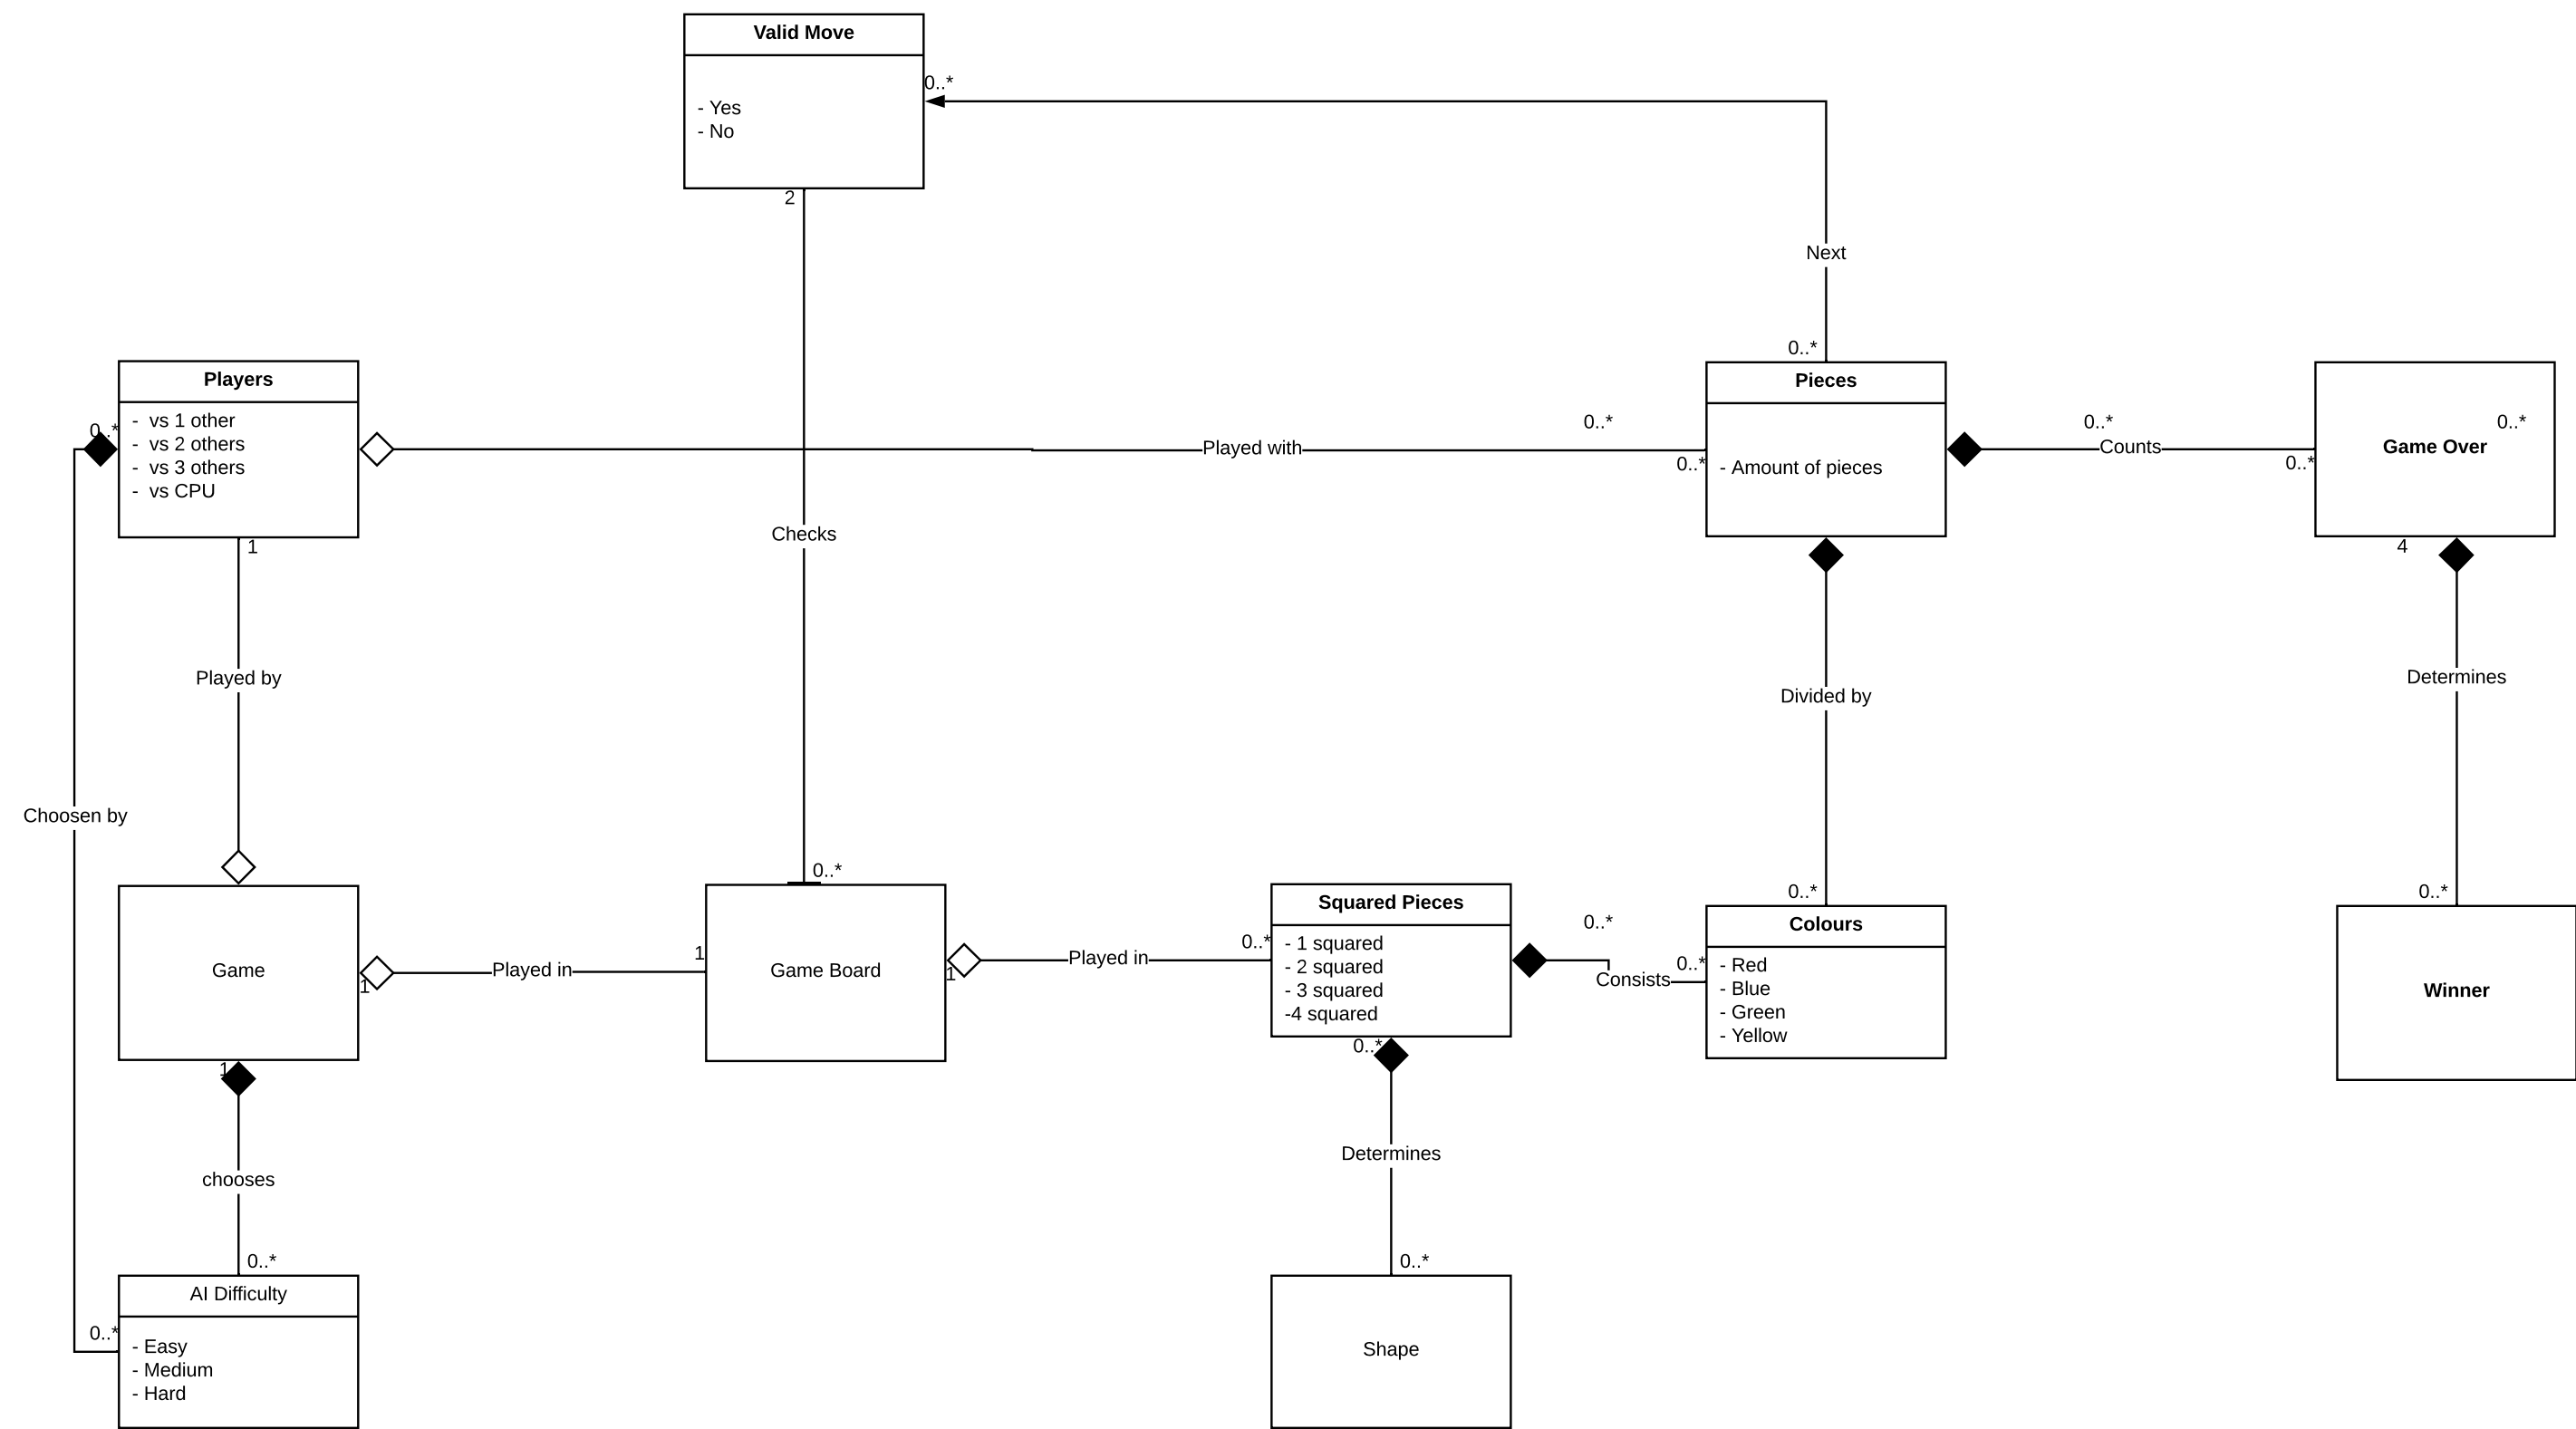 Valid Move
0..*
- Yes
- No
2
Next
0..*
Players
- vs 1 other
- vs 2 others
- vs 3 others
- vs CPU
0..*
1
Played with
0..*
0..*
Pieces
- Amount of pieces
0..*
Counts
0..*
Game Over
0..*
4
Checks
Played by
Divided by
Determines
Choosen by
0..*
0..*
0..*
Game
1
1
Played in
1
Game Board
1
Played in
0..*
Squared Pieces
- 1 squared
- 2 squared
- 3 squared
-4 squared
0..*
0..*
Consists
0..*
Colours
- Red
- Blue
- Green
- Yellow
Winner
chooses
Determines
0..*
0..*
0..*
AI Difficulty
- Easy
- Medium
- Hard
Shape